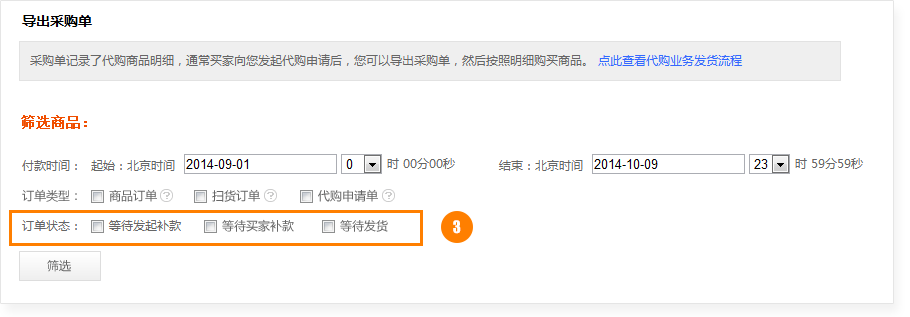 导出采购单
采购单记录了代购商品明细，通常买家向您发起代购申请后，您可以导出采购单，然后按照明细购买商品。 点此查看代购业务发货流程
筛选商品：
付款时间： 起始：北京时间 2014-09-01 0 时 00分00秒 结束：北京时间 2014-10-09 23 时 59分59秒
订单类型： 商品订单 ? 扫货订单 ? 代购申请单 ?
订单状态： 等待发起补款 等待买家补款 等待发货 3
筛选